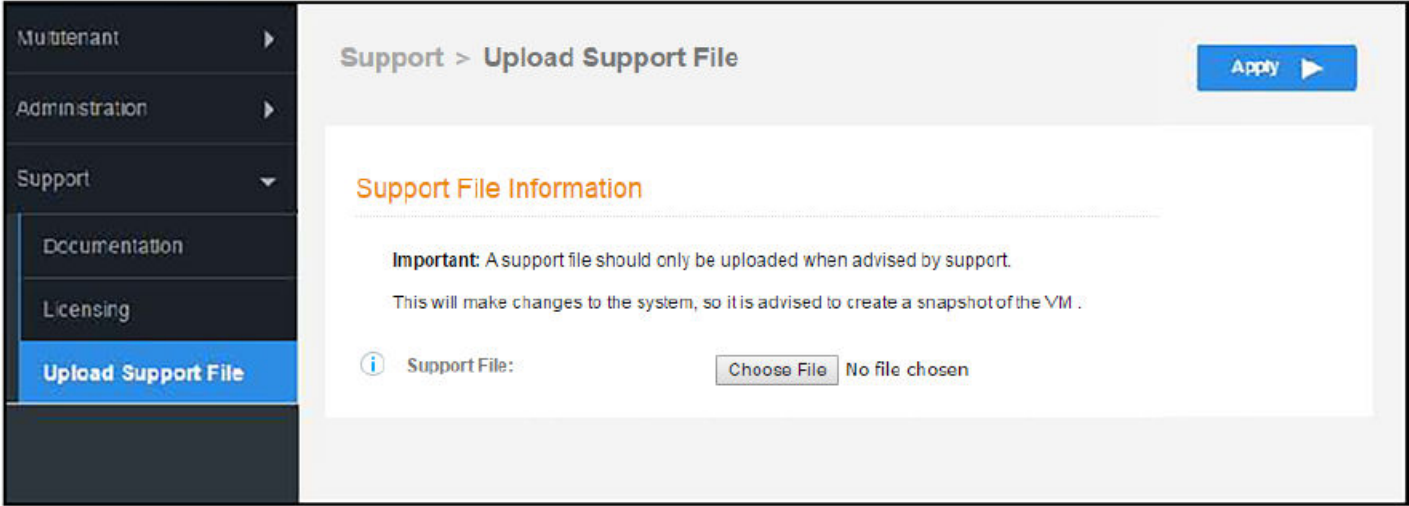 Multitenant
Administration
Support
Documentation
Licensing
Upload Support File
Support > Upload Support File
Apply
Support File Information
Important: A support file should only be uploaded when advised by support.
This will make changes to the system, so it is advised to create a snapshot of the VM .
Support File:
Choose File No file chosen